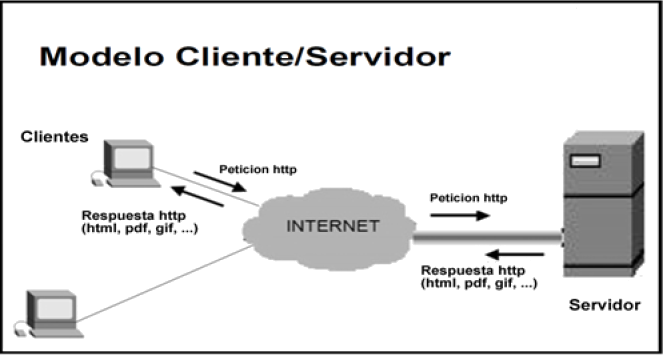 Modelo Cliente/Servidor
Clientes
Peticion http
Respuesta http
(html, pdf, gif, ...)
INTERNET
Peticion http
Respuesta http
(html, pdf, gif, ...)
Servidor